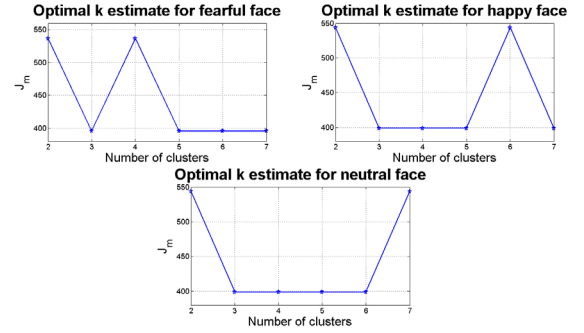 Optimal k estimate for fearful face
550
500
450
400
J_m
2 3 4 5 6 7
Number of clusters
Optimal k estimate for happy face
550
500
450
400
J_m
2 3 4 5 6 7
Number of clusters
Optimal k estimate for neutral face
550
500
450
400
J_m
2 3 4 5 6 7
Number of clusters